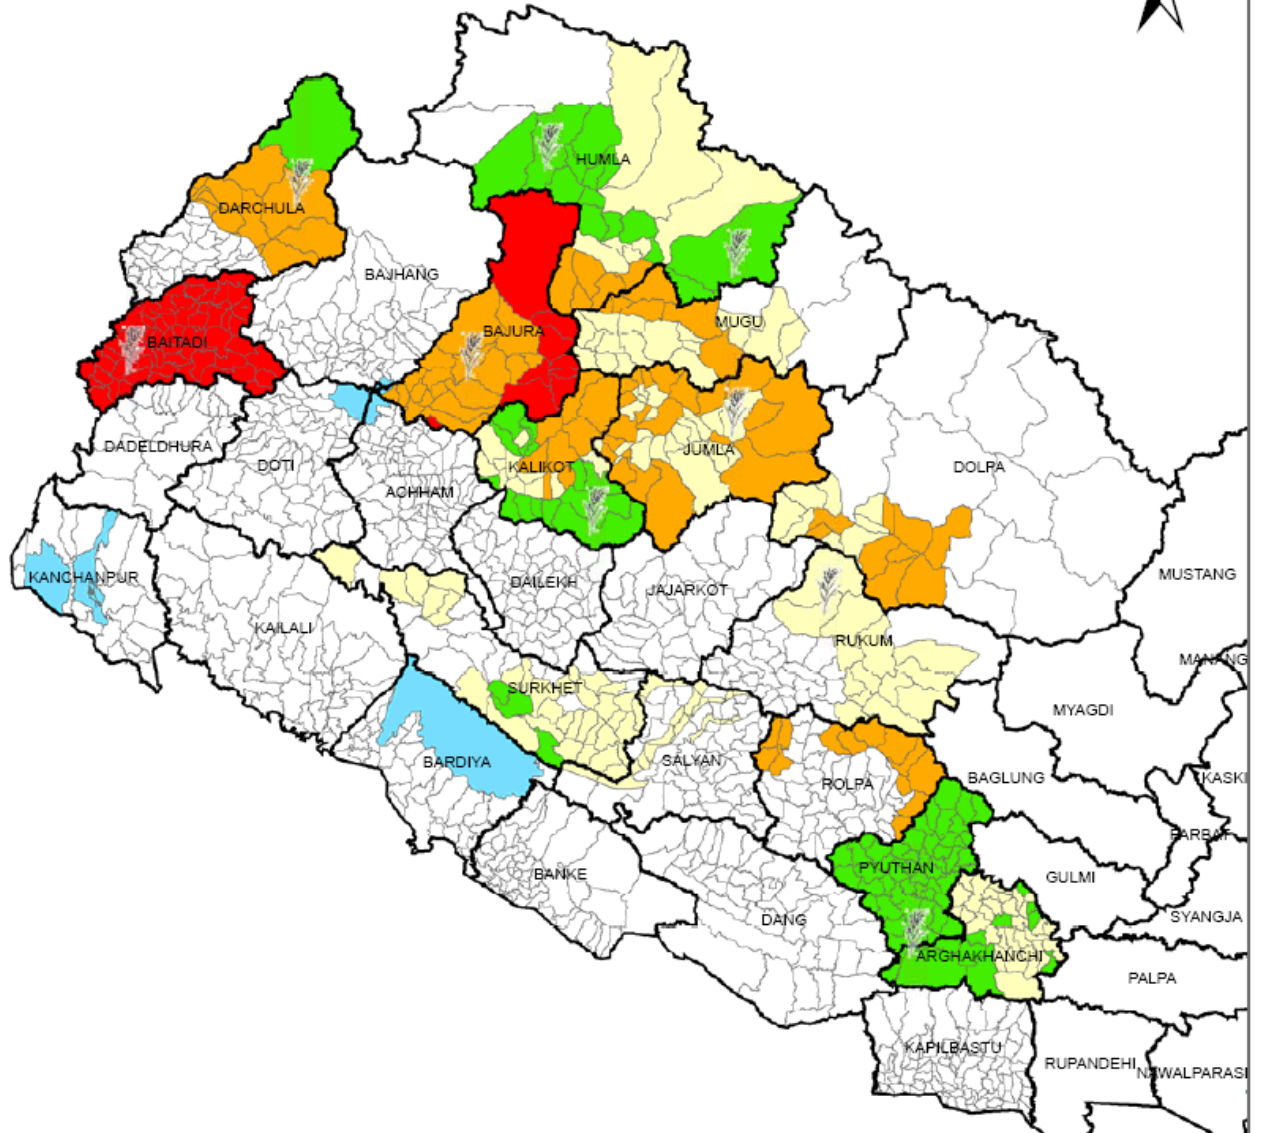 HUMLA
DARCHULA
BAJHANG
MUGU
BAJURA
BAITADI
DADELDHURA
JUMLA
DOTI
KALIKOT
DOLPA
ACHHAM
MUSTANG
KANCHANPUR
DAILEKH
JAJARKOT
KAILALI
RUKUM
MANANG
SURKHET
MYAGDI
BARDIYA
SALYAN
BAGLUNG
KASKI
ROLPA
PARBAT
PYUTHAN
BANKE
GULMI
SYANGJA
DANG
ARGHAKHANCHI
PALPA
KAPILBASTU
RUPANDEHI
NAWALPARASI